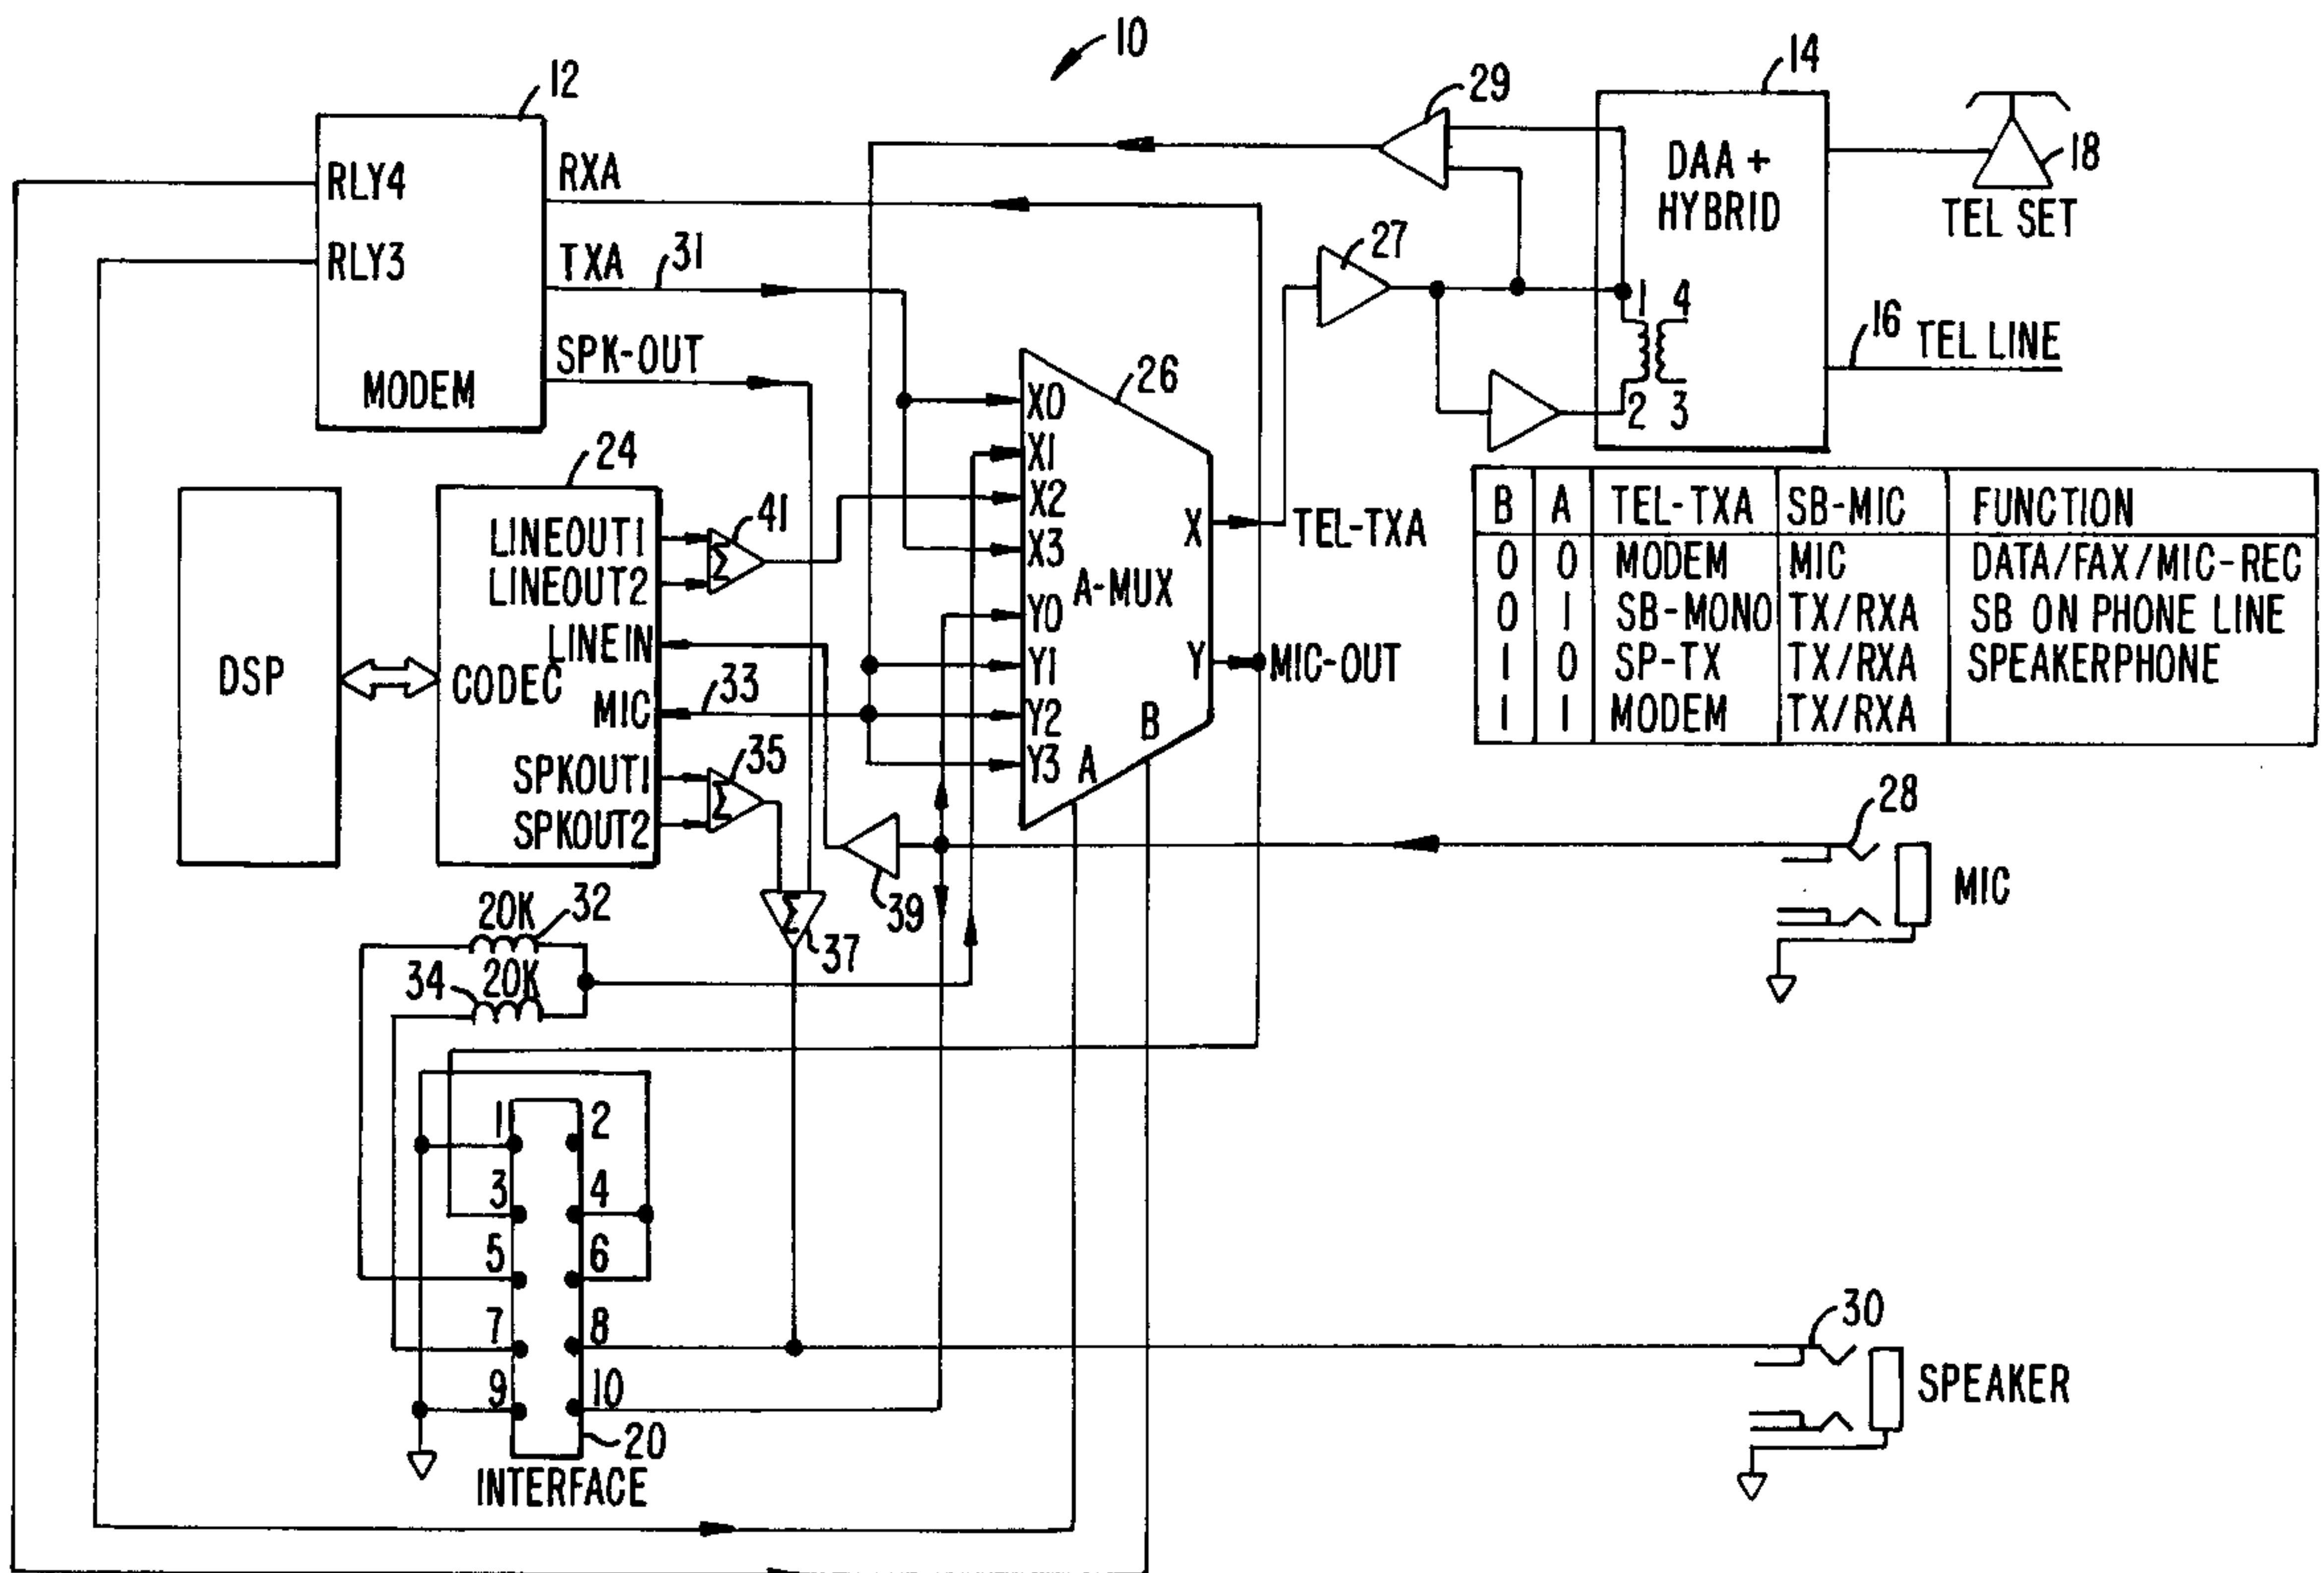 10
12
RLY4
RLY3
MODEM
RXA
TXA
31
SPK-OUT
29
27
14
DAA +
HYBRID
1 4
2 3
18
TEL SET
16
TEL LINE
DSP
24
CODEC
LINEOUT1
LINEOUT2
LINEIN
MIC
SPKOUT1
SPKOUT2
41
33
35
37
39
26
X0
X1
X2
X3
Y0
Y1
Y2
Y3
A-MUX
X
Y
A
B
TEL-TXA
MIC-OUT
B A TEL-TXA SB-MIC FUNCTION
0 0 MODEM MIC DATA/FAX/MIC-REC
0 1 SB-MONO TX/RXA SB ON PHONE LINE
1 0 SP-TX TX/RXA SPEAKERPHONE
1 1 MODEM TX/RXA
28
MIC
20K
32
34
20K
1 2
3 4
5 6
7 8
9 10
20
INTERFACE
30
SPEAKER